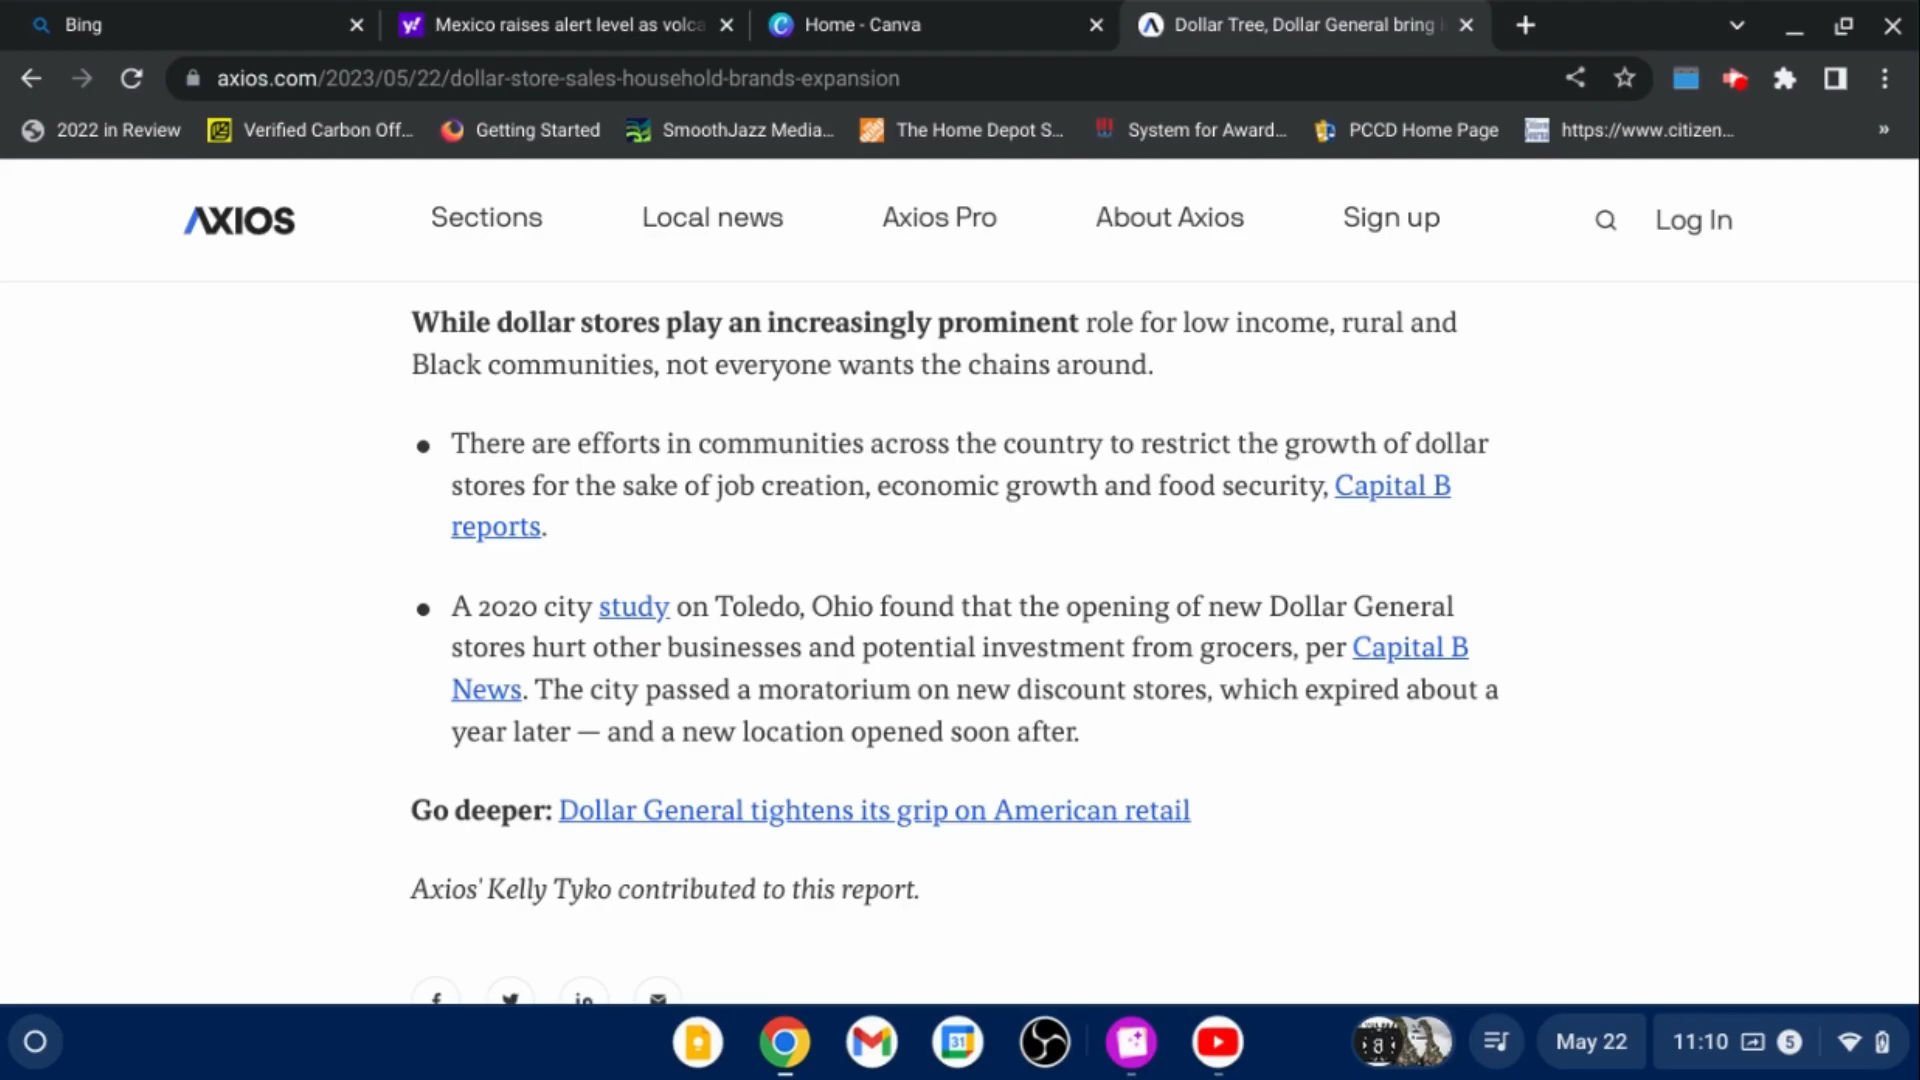 Bing
Mexico raises alert level as volca
Home - Canva
Dollar Tree, Dollar General bring
axios.com/2023/05/22/dollar-store-sales-household-brands-expansion
2022 in Review
Verified Carbon Off...
Getting Started
SmoothJazz Media...
The Home Depot S...
System for Award...
PCCD Home Page
https://www.citizen...
»
AXIOS
Sections
Local news
Axios Pro
About Axios
Sign up
Log In
While dollar stores play an increasingly prominent role for low income, rural and
Black communities, not everyone wants the chains around.
● There are efforts in communities across the country to restrict the growth of dollar
stores for the sake of job creation, economic growth and food security, Capital B
reports.
● A 2020 city study on Toledo, Ohio found that the opening of new Dollar General
stores hurt other businesses and potential investment from grocers, per Capital B
News. The city passed a moratorium on new discount stores, which expired about a
year later — and a new location opened soon after.
Go deeper: Dollar General tightens its grip on American retail
Axios' Kelly Tyko contributed to this report.
31
May 22
11:10
5